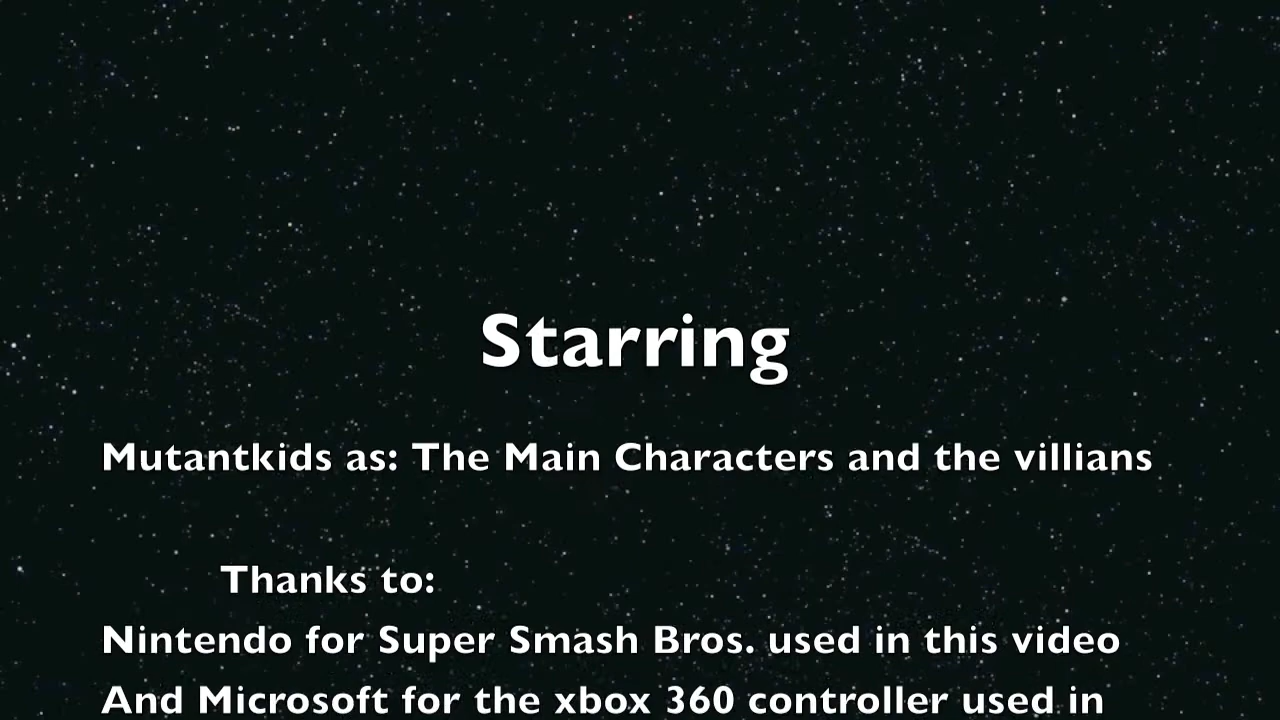 Starring
Mutantkids as: The Main Characters and the villians
Thanks to:
Nintendo for Super Smash Bros. used in this video
And Microsoft for the xbox 360 controller used in